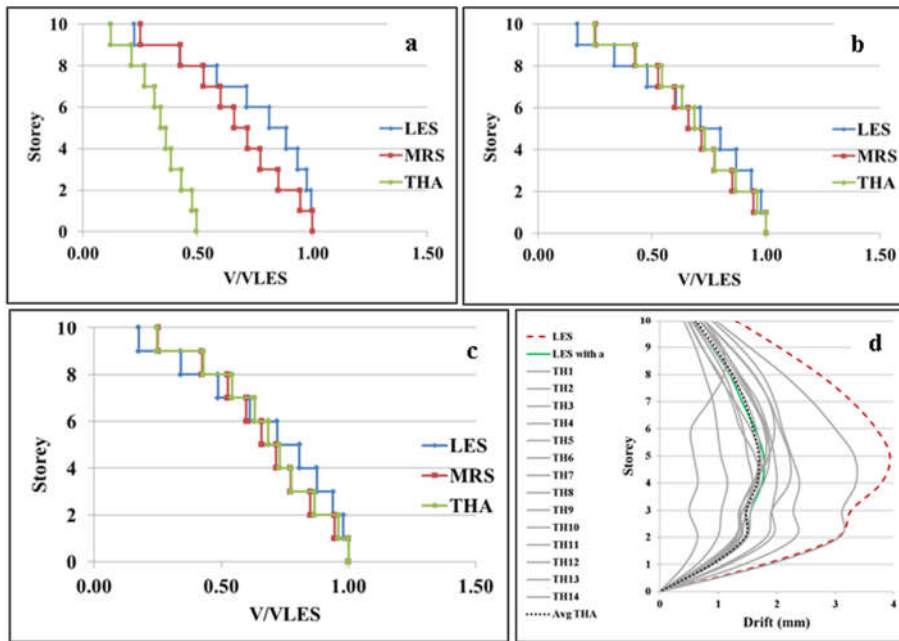 a
10
8
6
4
2
0
Storey
LES
MRS
THA
0.00 0.50 1.00 1.50
V/VLES
b
10
8
6
4
2
0
Storey
LES
MRS
THA
0.00 0.50 1.00 1.50
V/VLES
c
10
8
6
4
2
0
Storey
LES
MRS
THA
0.00 0.50 1.00 1.50
V/VLES
d
LES
LES with a
TH1
TH2
TH3
TH4
TH5
TH6
TH7
TH8
TH9
TH10
TH11
TH12
TH13
TH14
Avg THA
10
9
8
7
6
5
4
3
2
1
0
Storey
0 1 2 3 4
Drift (mm)